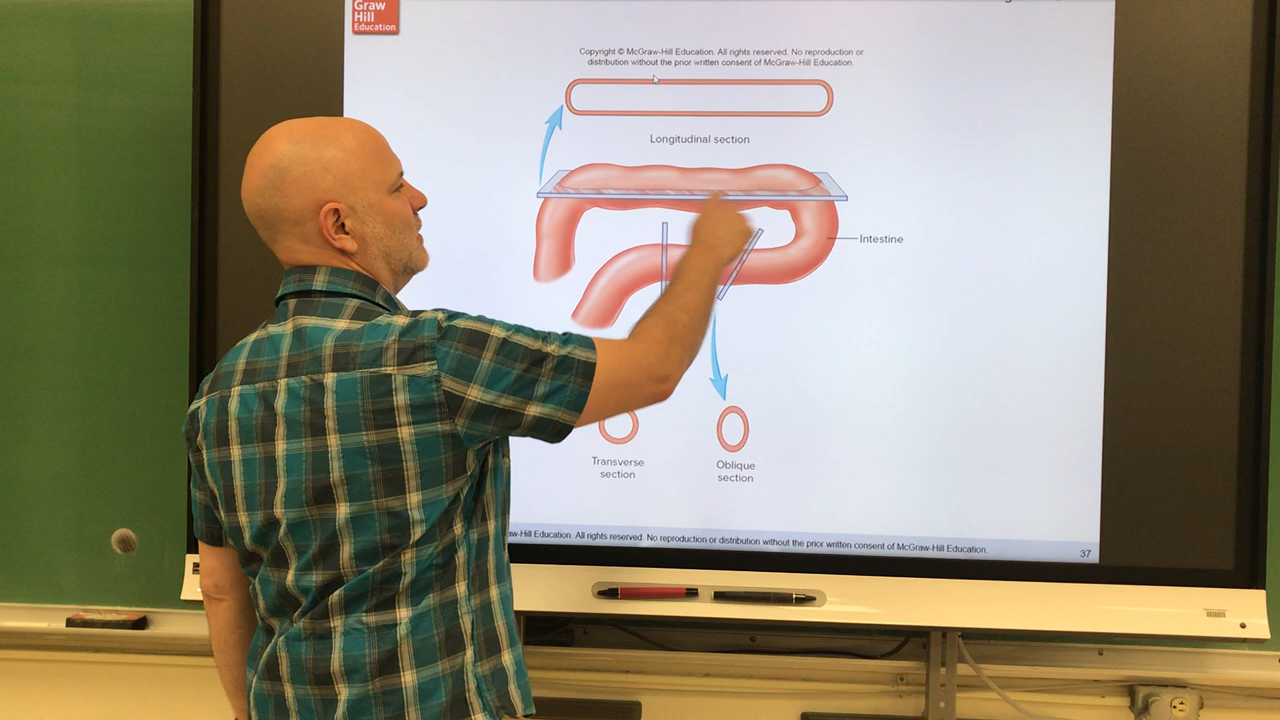 Graw
Hill
Education
Copyright © McGraw-Hill Education. All rights reserved. No reproduction or
distribution without the prior written consent of McGraw-Hill Education.
Longitudinal section
Intestine
Transverse
section
Oblique
section
aw-Hill Education. All rights reserved. No reproduction or distribution without the prior written consent of McGraw-Hill Education.
37